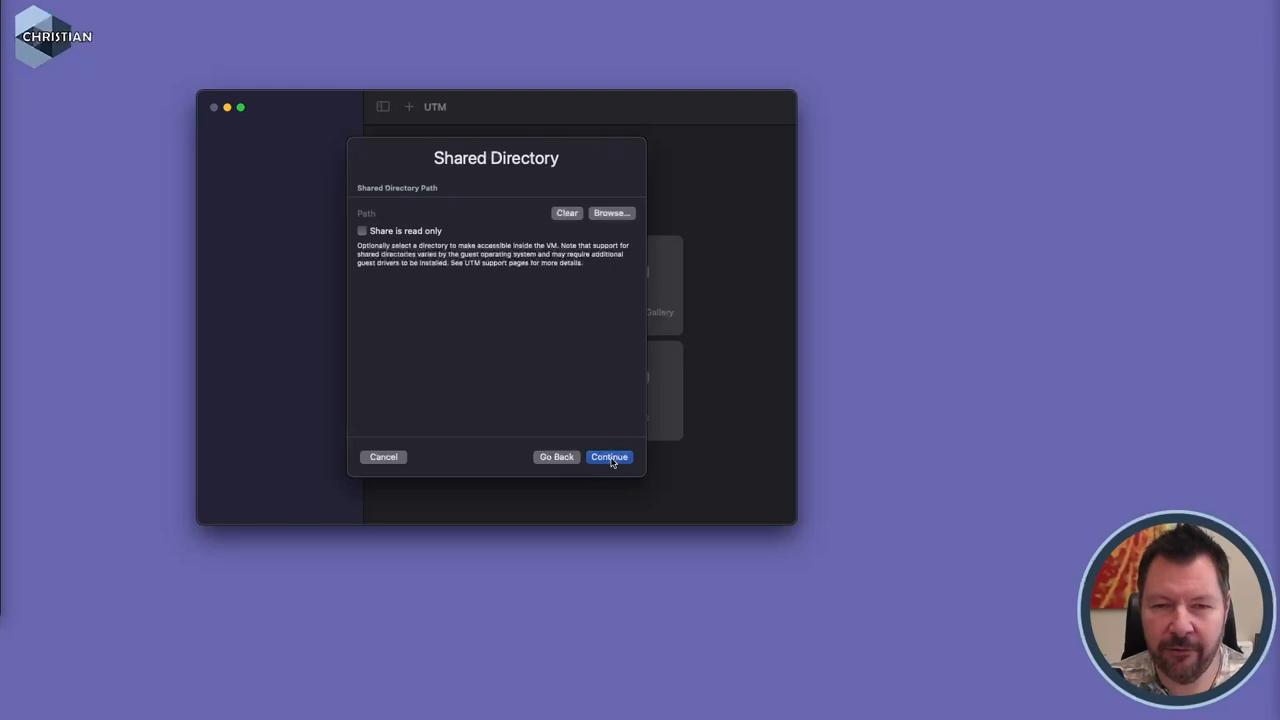 CHRISTIAN
UTM
Shared Directory
Shared Directory Path
Path
Clear
Browse...
Share is read only
Optionally select a directory to make accessible inside the VM. Note that support for
shared directories varies by the guest operating system and may require additional
guest drivers to be installed. See UTM support pages for more details.
Gallery
Cancel
Go Back
Continue